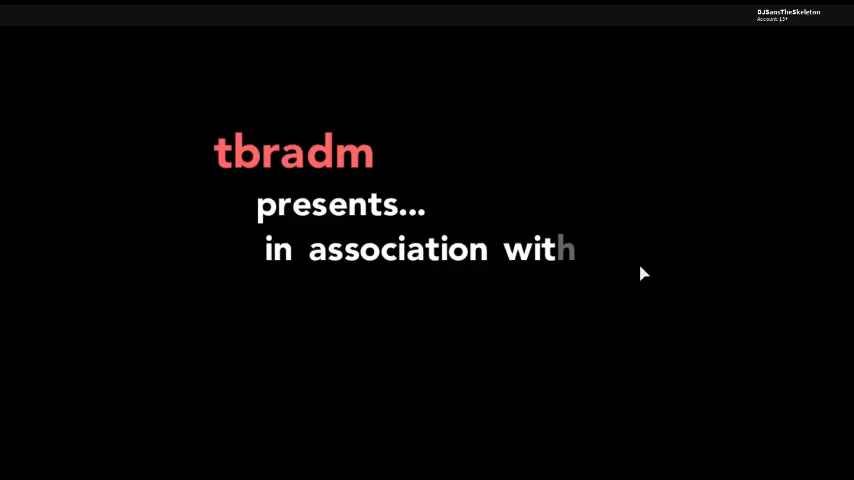 DJSansTheSkeleton
Account: 13+
tbradm
presents...
in association with